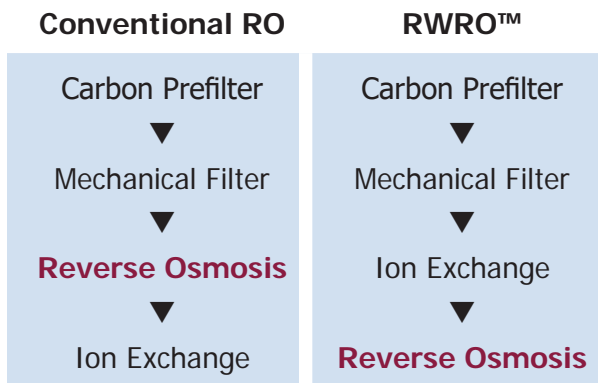 Conventional RO
Carbon Prefilter
Mechanical Filter
Reverse Osmosis
Ion Exchange
RWRO™
Carbon Prefilter
Mechanical Filter
Ion Exchange
Reverse Osmosis